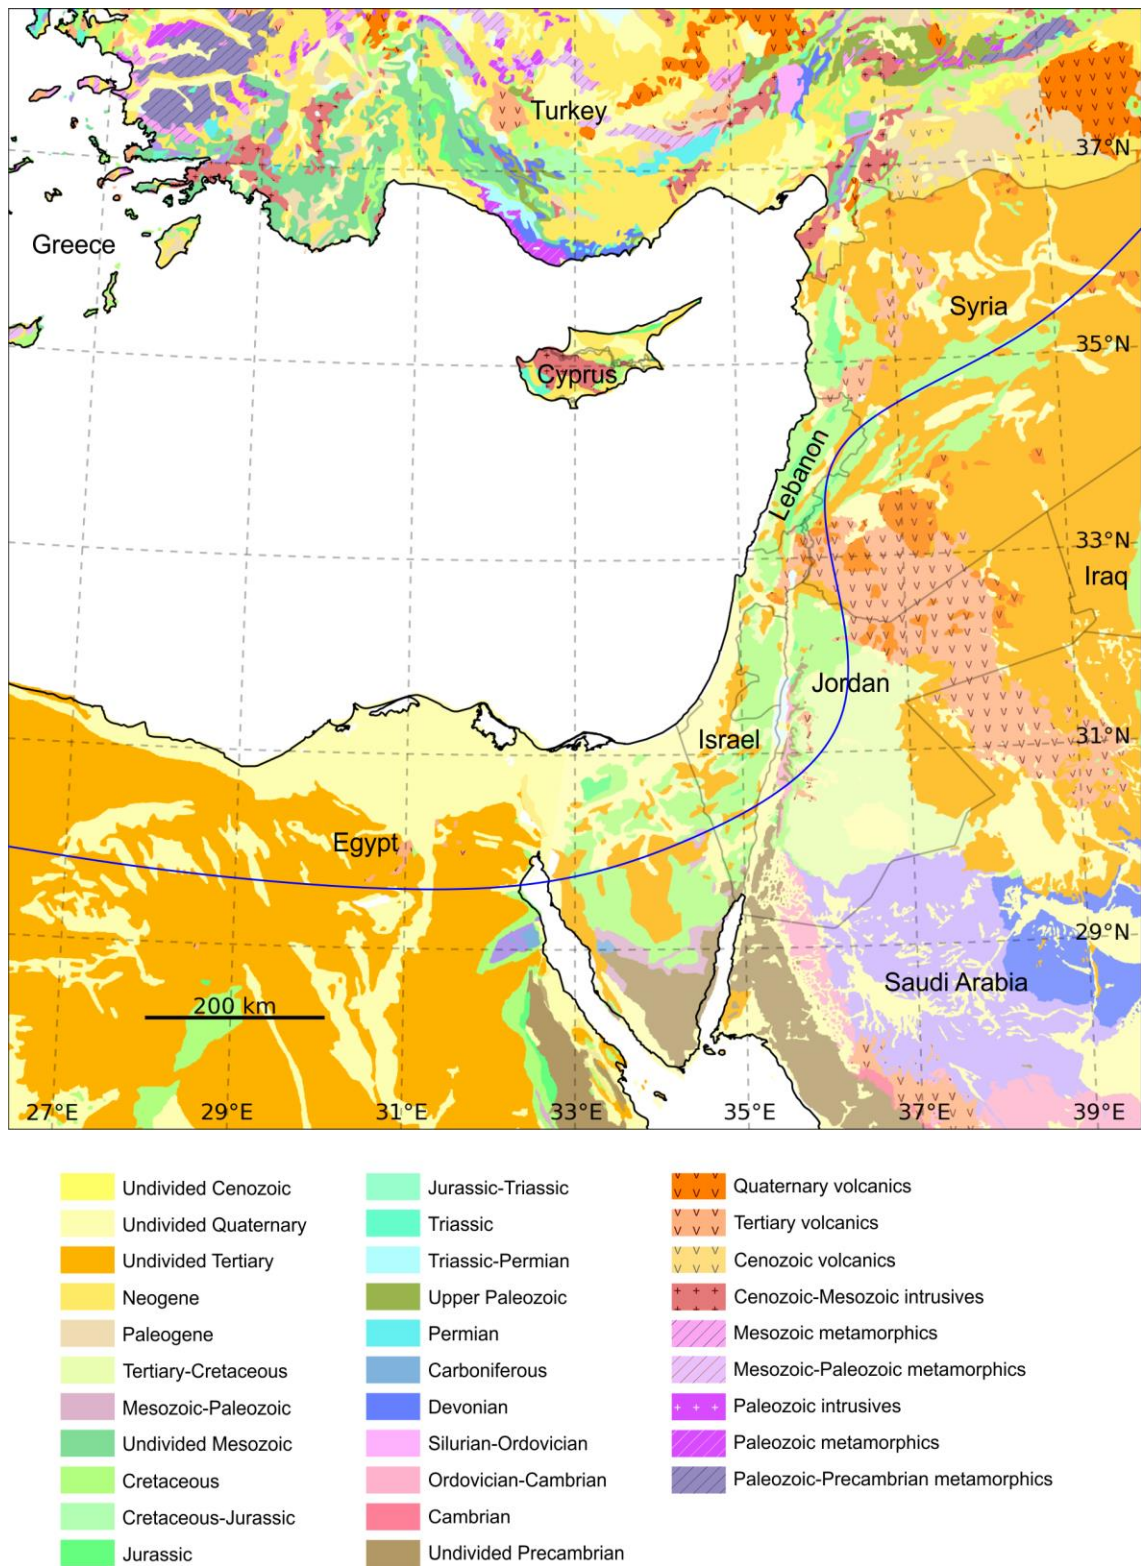 Turkey
37°N
Greece
Syria
35°N
Cyprus
Lebanon
33°N
Iraq
Jordan
Israel
31°N
Egypt
29°N
Saudi Arabia
200 km
27°E
29°E
31°E
33°E
35°E
37°E
39°E
Undivided Cenozoic
Undivided Quaternary
Undivided Tertiary
Neogene
Paleogene
Tertiary-Cretaceous
Mesozoic-Paleozoic
Undivided Mesozoic
Cretaceous
Cretaceous-Jurassic
Jurassic
Jurassic-Triassic
Triassic
Triassic-Permian
Upper Paleozoic
Permian
Carboniferous
Devonian
Silurian-Ordovician
Ordovician-Cambrian
Cambrian
Undivided Precambrian
Quaternary volcanics
Tertiary volcanics
Cenozoic volcanics
Cenozoic-Mesozoic intrusives
Mesozoic metamorphics
Mesozoic-Paleozoic metamorphics
Paleozoic intrusives
Paleozoic metamorphics
Paleozoic-Precambrian metamorphics